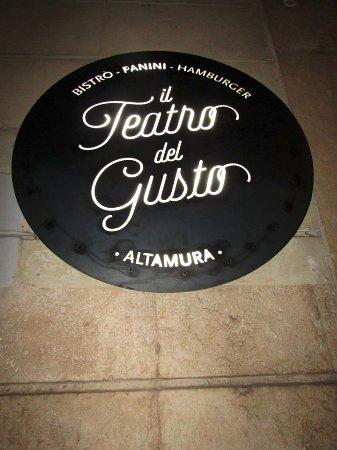 BISTRO - PANINI - HAMBURGER
il
Teatro
del
Gusto
• ALTAMURA •